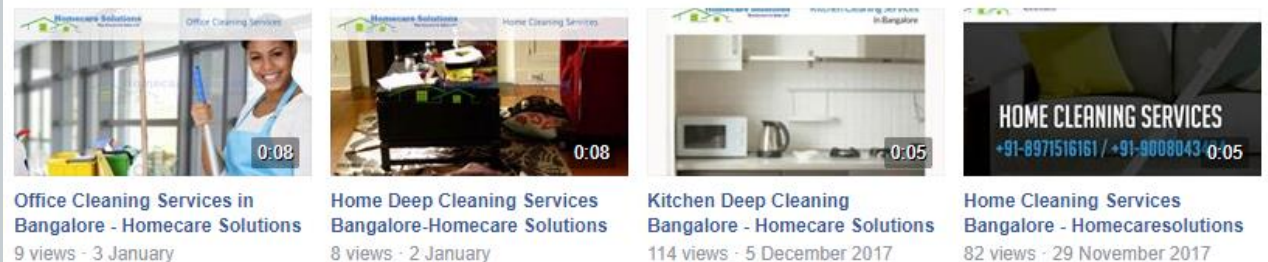 Homecare Solutions
Office Cleaning Services
0:08
Office Cleaning Services in
Bangalore - Homecare Solutions
9 views · 3 January
Homecare Solutions
Home Cleaning Services
0:08
Home Deep Cleaning Services
Bangalore-Homecare Solutions
8 views · 2 January
Kitchen Cleaning Services
In Bangalore
0:05
Kitchen Deep Cleaning
Bangalore - Homecare Solutions
114 views · 5 December 2017
HOME CLEANING SERVICES
+91-8971516161 / +91-90080434
0:05
Home Cleaning Services
Bangalore - Homecaresolutions
82 views · 29 November 2017